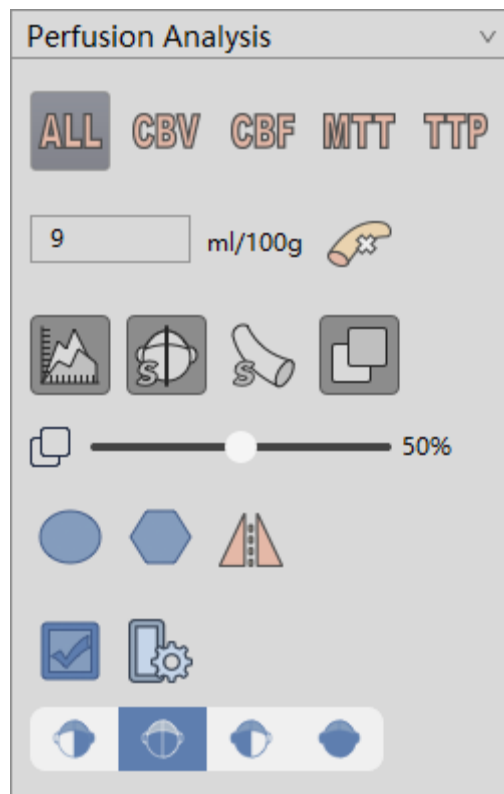 Perfusion Analysis
ALL CBV CBF MTT TTP
9 ml/100g
S S
50%